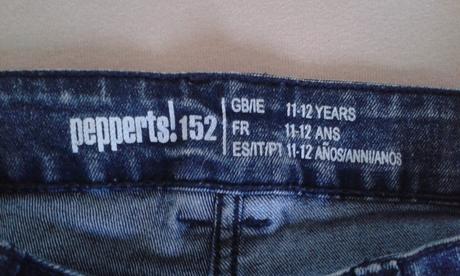 pepperts! 152
GB/IE 11-12 YEARS
FR 11-12 ANS
ES/IT/PT 11-12 AÑOS/ANNI/ANOS